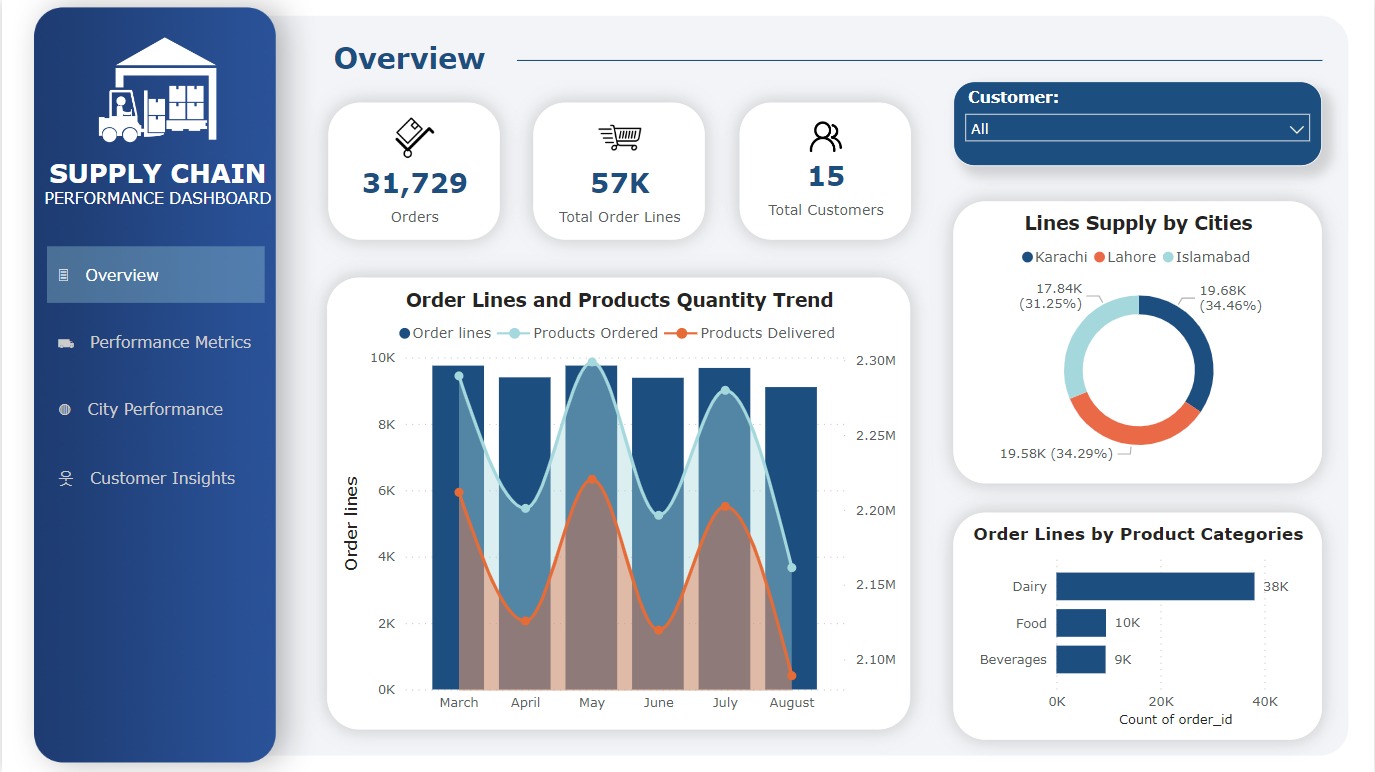 SUPPLY CHAIN
PERFORMANCE DASHBOARD
Overview
Performance Metrics
City Performance
Customer Insights
Overview
31,729
Orders
57K
Total Order Lines
15
Total Customers
Customer:
All
Order Lines and Products Quantity Trend
Order lines Products Ordered Products Delivered
Order lines
10K
8K
6K
4K
2K
0K
2.30M
2.25M
2.20M
2.15M
2.10M
March April May June July August
Lines Supply by Cities
Karachi Lahore Islamabad
17.84K
(31.25%)
19.68K
(34.46%)
19.58K (34.29%)
Order Lines by Product Categories
Dairy 38K
Food 10K
Beverages 9K
0K 20K 40K
Count of order_id